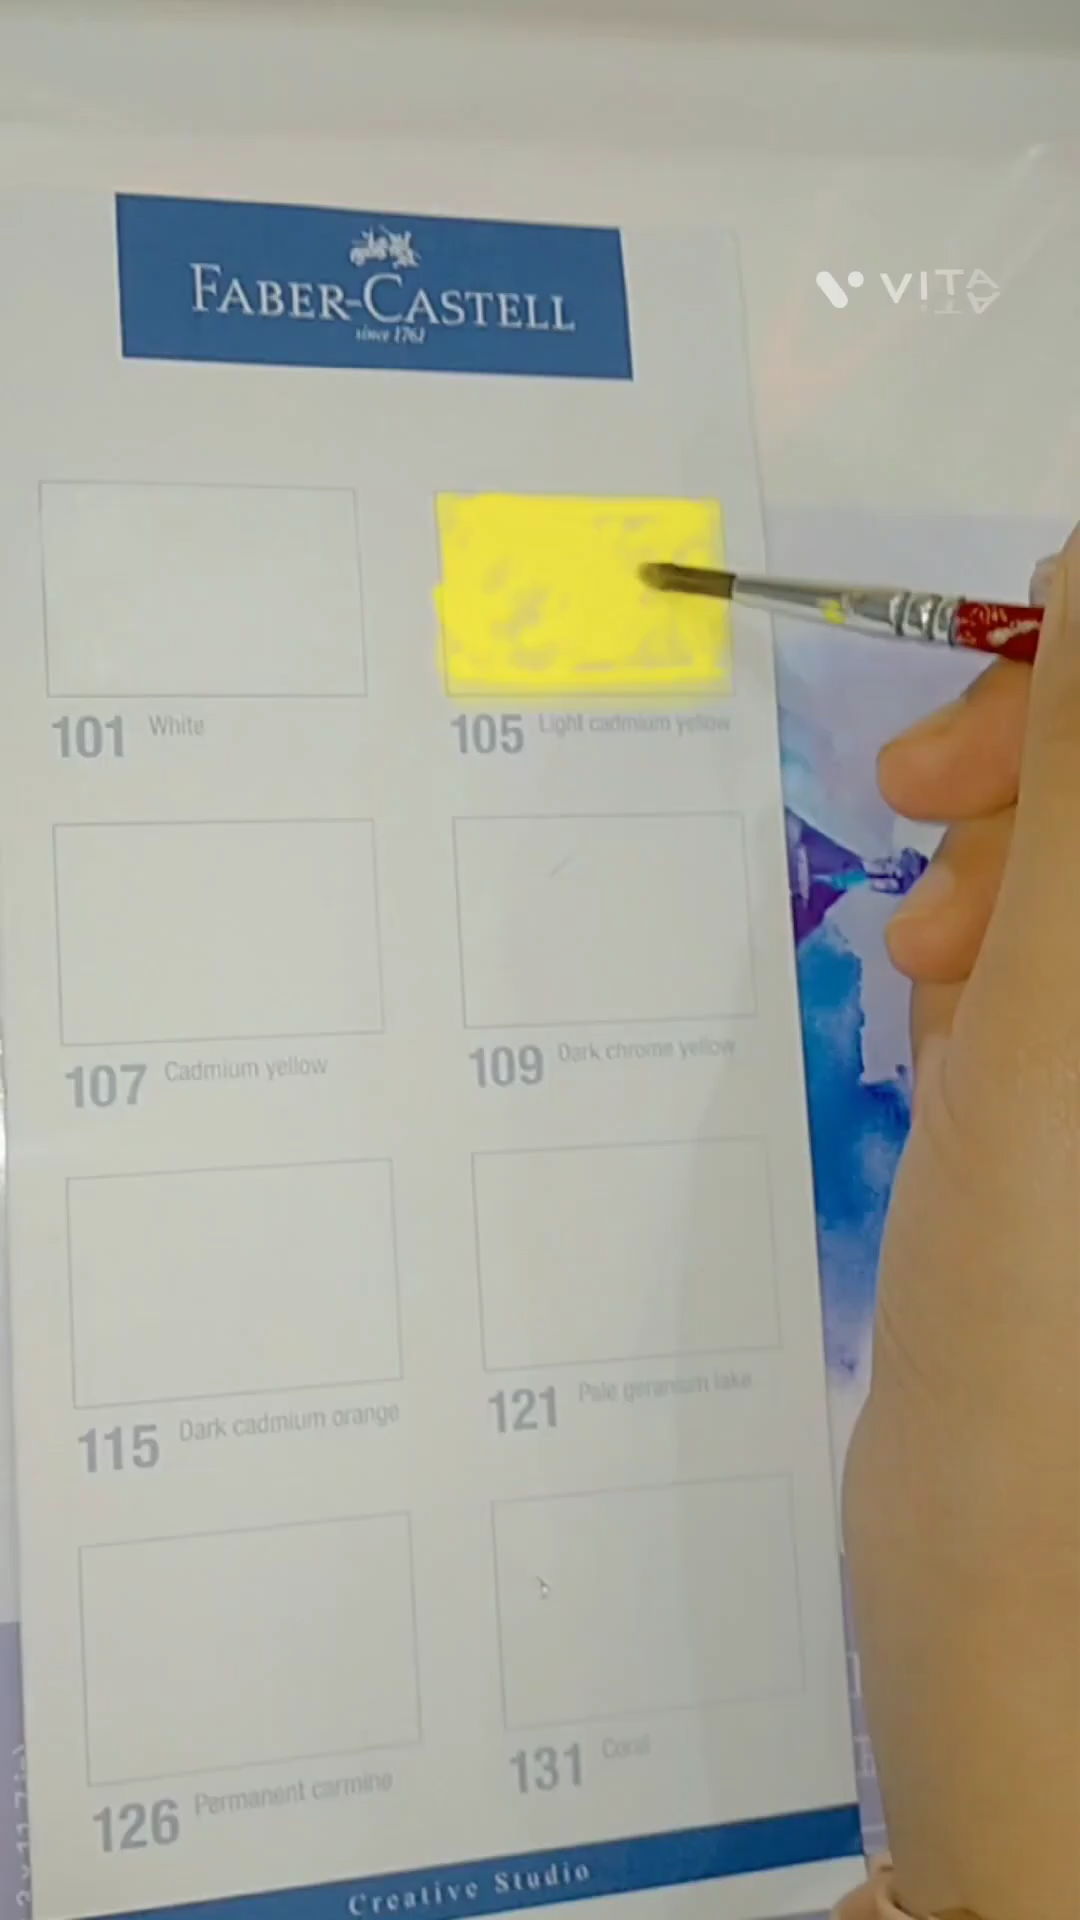 FABER-CASTELL
since 1761
VITA
101 White
105 Light cadmium yellow
107 Cadmium yellow
109 Dark chrome yellow
115 Dark cadmium orange
121 Pale geranium lake
126 Permanent carmine
131 Coral
Creative Studio